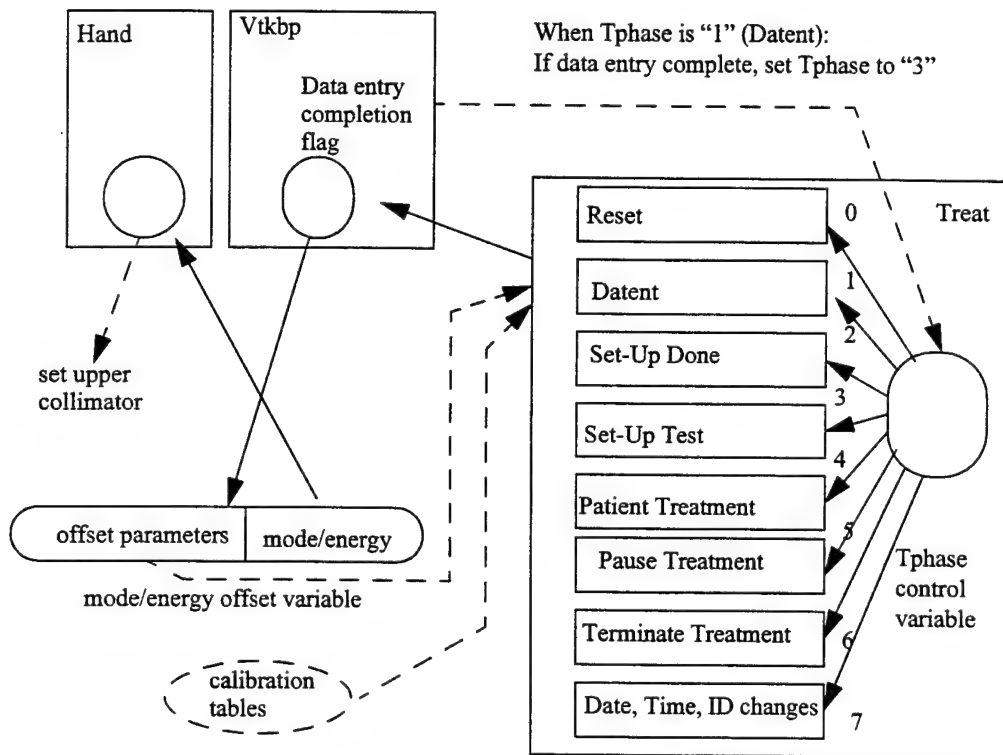 Hand
Vtkbp
When Tphase is “1” (Datent):
If data entry complete, set Tphase to “3”
Data entry
completion
flag
Reset
0
Treat
Datent
1
2
Set-Up Done
3
Set-Up Test
4
Patient Treatment
5
Pause Treatment
Tphase
control
variable
Terminate Treatment
6
Date, Time, ID changes
7
set upper
collimator
offset parameters
mode/energy
mode/energy offset variable
calibration
tables